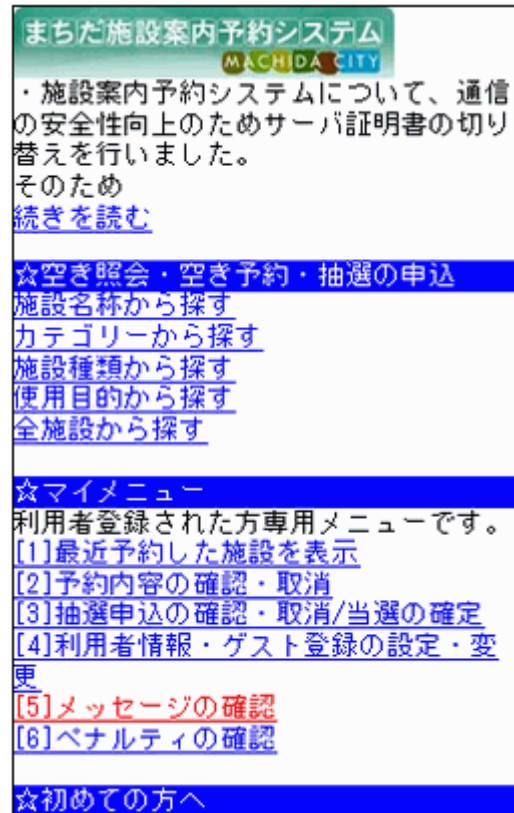 まちだ施設案内予約システム
MACHIDA CITY
・施設案内予約システムについて、通信
の安全性向上のためサーバ証明書の切り
替えを行いました。
そのため
続きを読む
☆空き照会・空き予約・抽選の申込
施設名称から探す
カテゴリーから探す
施設種類から探す
使用目的から探す
全施設から探す
☆マイメニュー
利用者登録された方専用メニューです。
[1]最近予約した施設を表示
[2]予約内容の確認・取消
[3]抽選申込の確認・取消/当選の確定
[4]利用者情報・ゲスト登録の設定・変
更
[5]メッセージの確認
[6]ペナルティの確認
☆初めての方へ